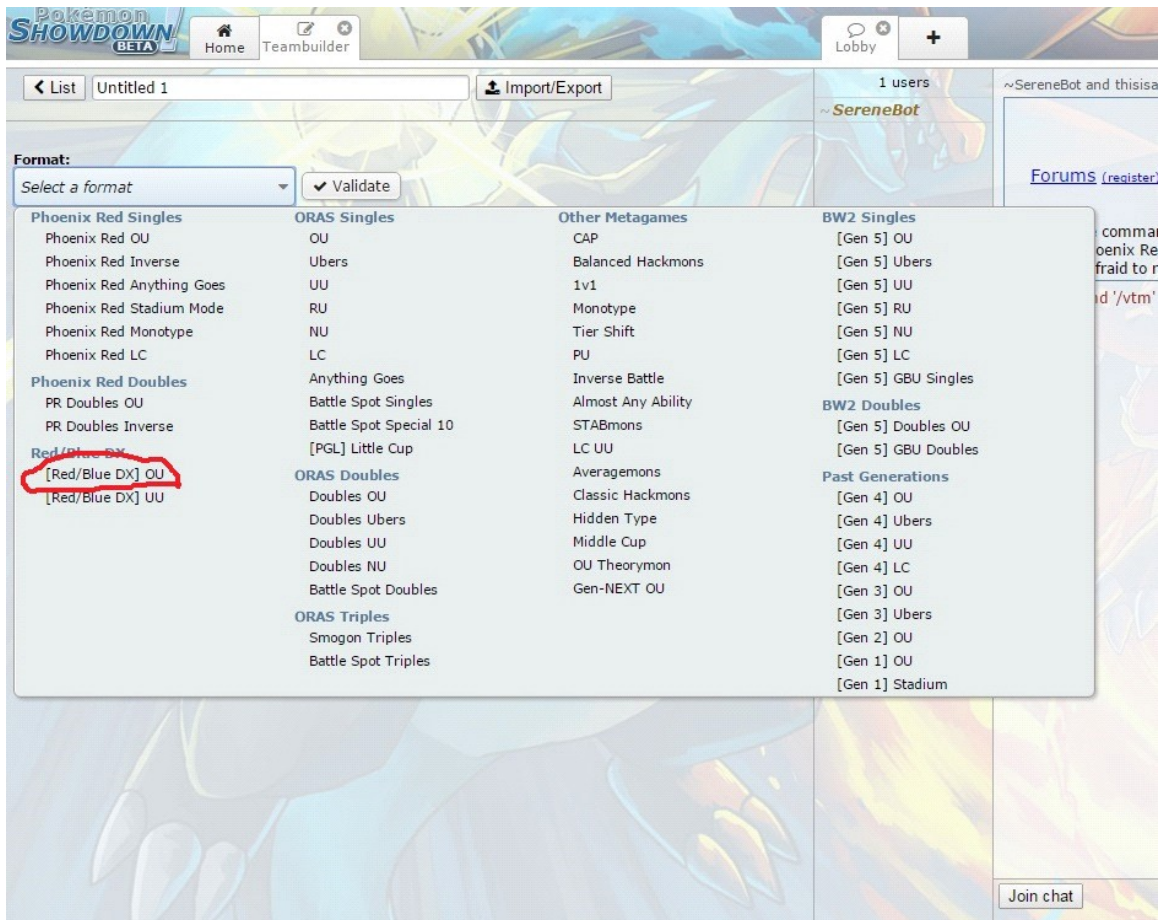 Pokémon
SHOWDOWN
BETA
Home
Teambuilder
Lobby
+
List
Untitled 1
Import/Export
1 users
~SereneBot and thisisa
~SereneBot
Format:
Select a format
Validate
Forums (register)
Phoenix Red Singles
Phoenix Red OU
Phoenix Red Inverse
Phoenix Red Anything Goes
Phoenix Red Stadium Mode
Phoenix Red Monotype
Phoenix Red LC
Phoenix Red Doubles
PR Doubles OU
PR Doubles Inverse
Red/Blue DX
[Red/Blue DX] OU
[Red/Blue DX] UU
ORAS Singles
OU
Ubers
UU
RU
NU
LC
Anything Goes
Battle Spot Singles
Battle Spot Special 10
[PGL] Little Cup
ORAS Doubles
Doubles OU
Doubles Ubers
Doubles UU
Doubles NU
Battle Spot Doubles
ORAS Triples
Smogon Triples
Battle Spot Triples
Other Metagames
CAP
Balanced Hackmons
1v1
Monotype
Tier Shift
PU
Inverse Battle
Almost Any Ability
STABmons
LC UU
Averagemons
Classic Hackmons
Hidden Type
Middle Cup
OU Theorymon
Gen-NEXT OU
BW2 Singles
[Gen 5] OU
[Gen 5] Ubers
[Gen 5] UU
[Gen 5] RU
[Gen 5] NU
[Gen 5] LC
[Gen 5] GBU Singles
BW2 Doubles
[Gen 5] Doubles OU
[Gen 5] GBU Doubles
Past Generations
[Gen 4] OU
[Gen 4] Ubers
[Gen 4] UU
[Gen 4] LC
[Gen 3] OU
[Gen 3] Ubers
[Gen 2] OU
[Gen 1] OU
[Gen 1] Stadium
comman
oenix Re
fraid to
'/vtm'
Join chat